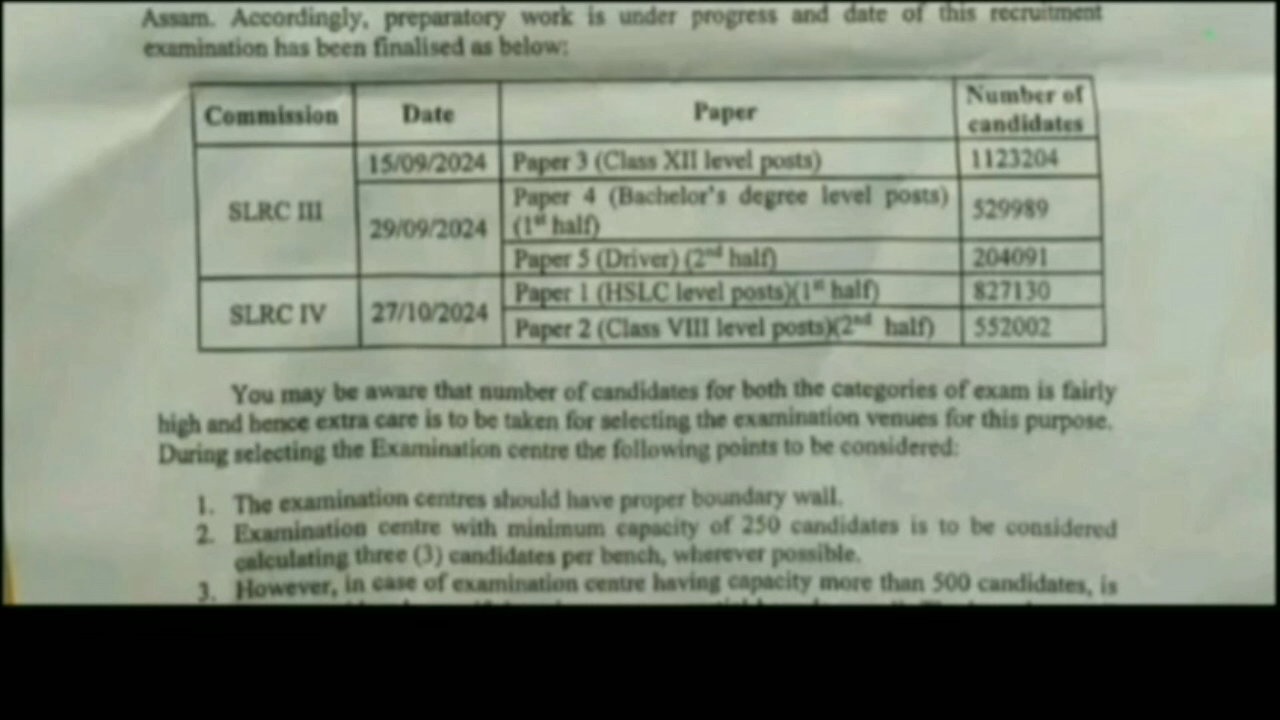 Assam. Accordingly, preparatory work is under progress and date of this recruitment
examination has been finalised as below:
Commission Date Paper Number of candidates
SLRC III 15/09/2024 Paper 3 (Class XII level posts) 1123204
29/09/2024 Paper 4 (Bachelor's degree level posts)
(1st half) 529989
Paper 5 (Driver) (2nd half) 204091
SLRC IV 27/10/2024 Paper 1 (HSLC level posts)(1st half) 827130
Paper 2 (Class VIII level posts)(2nd half) 552002
You may be aware that number of candidates for both the categories of exam is fairly
high and hence extra care is to be taken for selecting the examination venues for this purpose.
During selecting the Examination centre the following points to be considered:
1. The examination centres should have proper boundary wall.
2. Examination centre with minimum capacity of 250 candidates is to be considered
calculating three (3) candidates per bench, wherever possible.
3. However, in case of examination centre having capacity more than 500 candidates, is